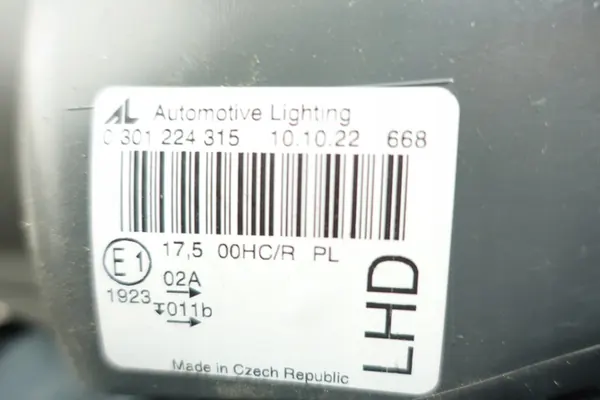 AL Automotive Lighting
0 301 224 315 10.10.22 668
17,5 00HC/R PL
E1
02A
1923
011b
LHD
Made in Czech Republic